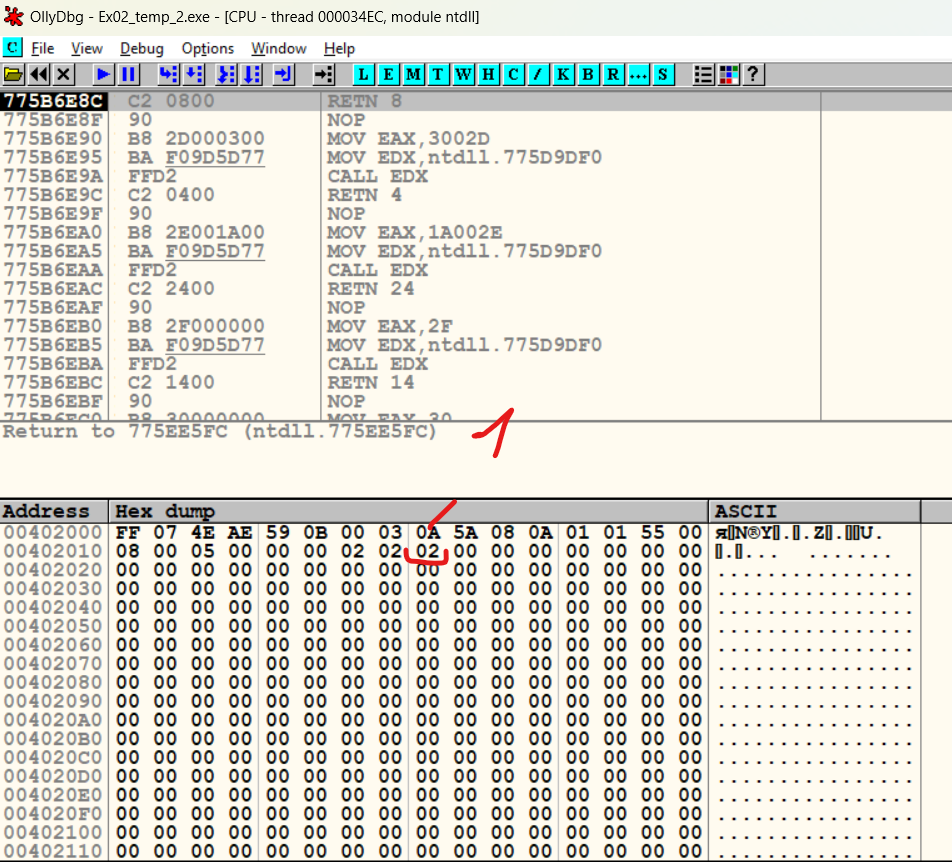 OllyDbg - Ex02_temp_2.exe - [CPU - thread 000034EC, module ntdll]
C File View Debug Options Window Help
L E M T W H C / K B R ... S ?
775B6E8C C2 0800 RETN 8
775B6E8F 90 NOP
775B6E90 B8 2D000300 MOV EAX,3002D
775B6E95 BA F09D5D77 MOV EDX,ntdll.775D9DF0
775B6E9A FFD2 CALL EDX
775B6E9C C2 0400 RETN 4
775B6E9F 90 NOP
775B6EA0 B8 2E001A00 MOV EAX,1A002E
775B6EA5 BA F09D5D77 MOV EDX,ntdll.775D9DF0
775B6EAA FFD2 CALL EDX
775B6EAC C2 2400 RETN 24
775B6EAF 90 NOP
775B6EB0 B8 2F000000 MOV EAX,2F
775B6EB5 BA F09D5D77 MOV EDX,ntdll.775D9DF0
775B6EBA FFD2 CALL EDX
775B6EBC C2 1400 RETN 14
775B6EBF 90 NOP
775B6EC0 B8 30000000 MOV EAX,30
Return to 775EE5FC (ntdll.775EE5FC)
1
Address Hex dump ASCII
00402000 FF 07 4E AE 59 0B 00 03 0A 5A 08 0A 01 01 55 00 я▯N®Y▯.▯.Z▯.▯▯U.
00402010 08 00 05 00 00 00 02 02 02 00 00 00 00 00 00 00 ▯.▯... .......
00402020 00 00 00 00 00 00 00 00 00 00 00 00 00 00 00 00 ................
00402030 00 00 00 00 00 00 00 00 00 00 00 00 00 00 00 00 ................
00402040 00 00 00 00 00 00 00 00 00 00 00 00 00 00 00 00 ................
00402050 00 00 00 00 00 00 00 00 00 00 00 00 00 00 00 00 ................
00402060 00 00 00 00 00 00 00 00 00 00 00 00 00 00 00 00 ................
00402070 00 00 00 00 00 00 00 00 00 00 00 00 00 00 00 00 ................
00402080 00 00 00 00 00 00 00 00 00 00 00 00 00 00 00 00 ................
00402090 00 00 00 00 00 00 00 00 00 00 00 00 00 00 00 00 ................
004020A0 00 00 00 00 00 00 00 00 00 00 00 00 00 00 00 00 ................
004020B0 00 00 00 00 00 00 00 00 00 00 00 00 00 00 00 00 ................
004020C0 00 00 00 00 00 00 00 00 00 00 00 00 00 00 00 00 ................
004020D0 00 00 00 00 00 00 00 00 00 00 00 00 00 00 00 00 ................
004020E0 00 00 00 00 00 00 00 00 00 00 00 00 00 00 00 00 ................
004020F0 00 00 00 00 00 00 00 00 00 00 00 00 00 00 00 00 ................
00402100 00 00 00 00 00 00 00 00 00 00 00 00 00 00 00 00 ................
00402110 00 00 00 00 00 00 00 00 00 00 00 00 00 00 00 00 ................